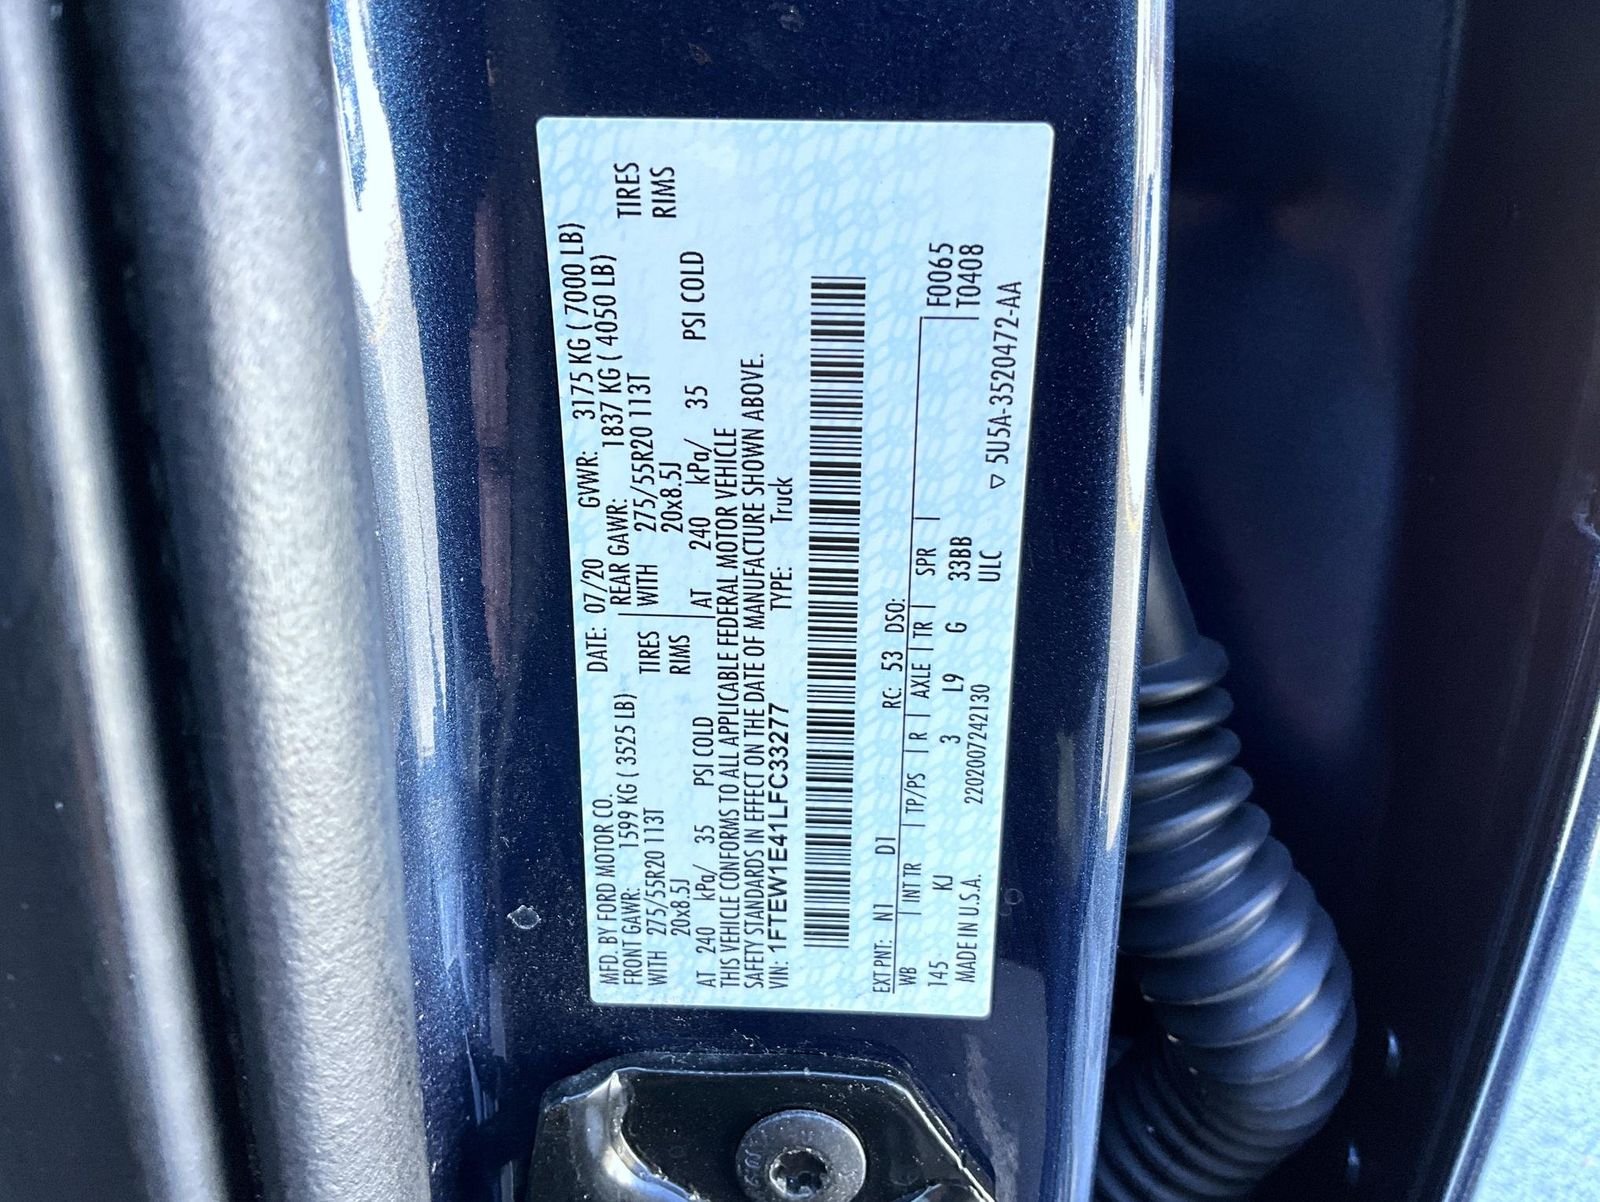 MFD. BY FORD MOTOR CO.
DATE: 07/20 GVWR: 3175 KG ( 7000 LB)
FRONT GAWR: 1599 KG ( 3525 LB)
REAR GAWR: 1837 KG ( 4050 LB)
WITH 275/55R20 113T TIRES
WITH 275/55R20 113T TIRES
20x8.5J RIMS
20x8.5J RIMS
AT 240 kPa/ 35 PSI COLD
AT 240 kPa/ 35 PSI COLD
THIS VEHICLE CONFORMS TO ALL APPLICABLE FEDERAL MOTOR VEHICLE
SAFETY STANDARDS IN EFFECT ON THE DATE OF MANUFACTURE SHOWN ABOVE.
VIN: 1FTEW1E41LFC33277 TYPE: Truck
EXT PNT: N1 D1 RC: 53 DSO:
WB | INT TR | TP/PS | R | AXLE | TR | SPR | F0065
145 KJ 3 L9 G 33BB T0408
MADE IN U.S.A. 22020072421​30 ULC
▽ 5U5A-3520472-AA